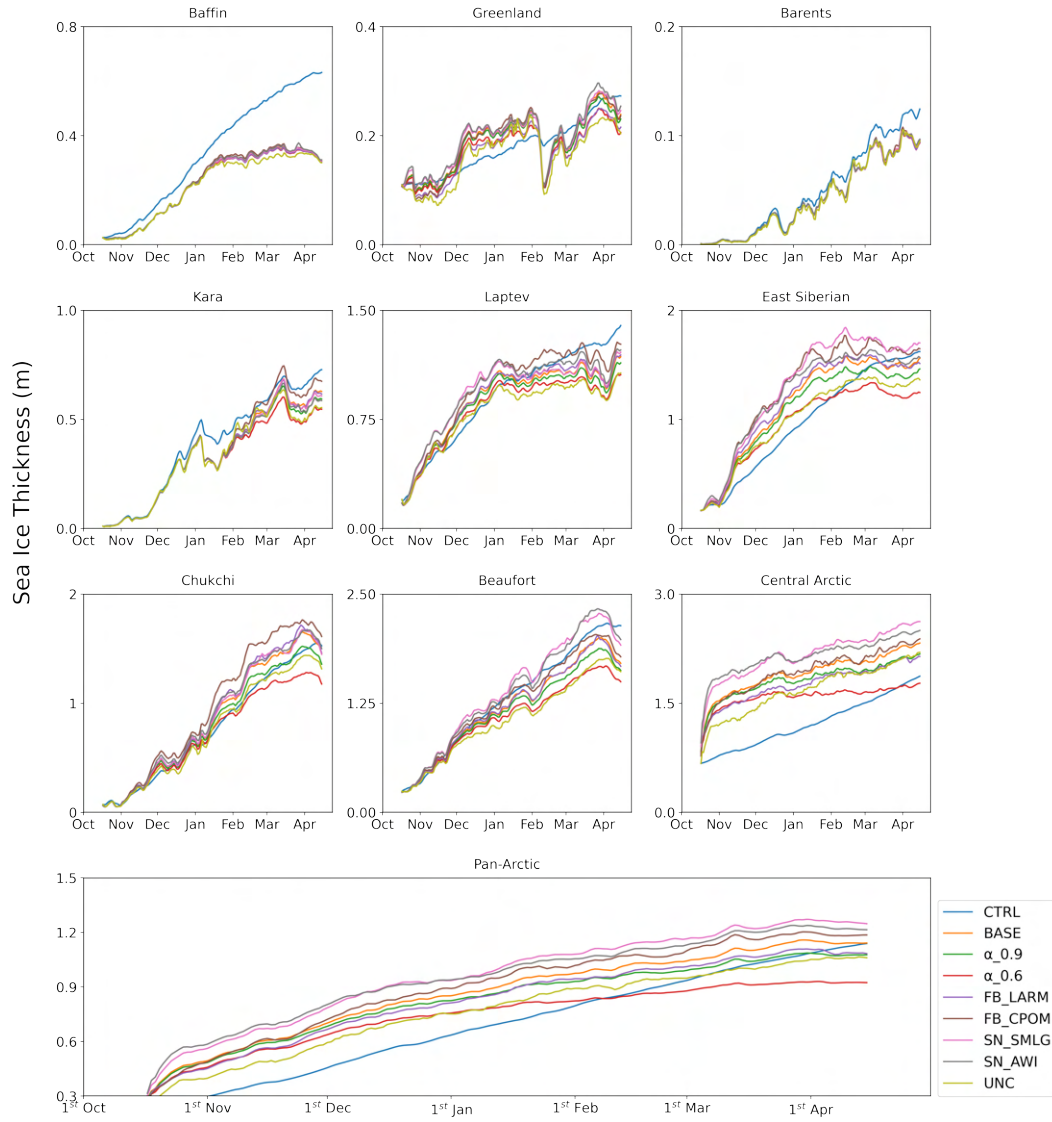 Baffin Greenland Barents
0.8 0.4 0.2
0.4 0.2 0.1
0.0 0.0 0.0
Oct Nov Dec Jan Feb Mar Apr Oct Nov Dec Jan Feb Mar Apr Oct Nov Dec Jan Feb Mar Apr
Kara Laptev East Siberian
1.0 1.50 2
0.5 0.75 1
0.0 0.00 0
Oct Nov Dec Jan Feb Mar Apr Oct Nov Dec Jan Feb Mar Apr Oct Nov Dec Jan Feb Mar Apr
Sea Ice Thickness (m)
Chukchi Beaufort Central Arctic
2 2.50 3.0
1 1.25 1.5
0 0.00 0.0
Oct Nov Dec Jan Feb Mar Apr Oct Nov Dec Jan Feb Mar Apr Oct Nov Dec Jan Feb Mar Apr
Pan-Arctic
1.5
1.2
0.9
0.6
0.3
1st Oct 1st Nov 1st Dec 1st Jan 1st Feb 1st Mar 1st Apr
CTRL
BASE
α_0.9
α_0.6
FB_LARM
FB_CPOM
SN_SMLG
SN_AWI
UNC